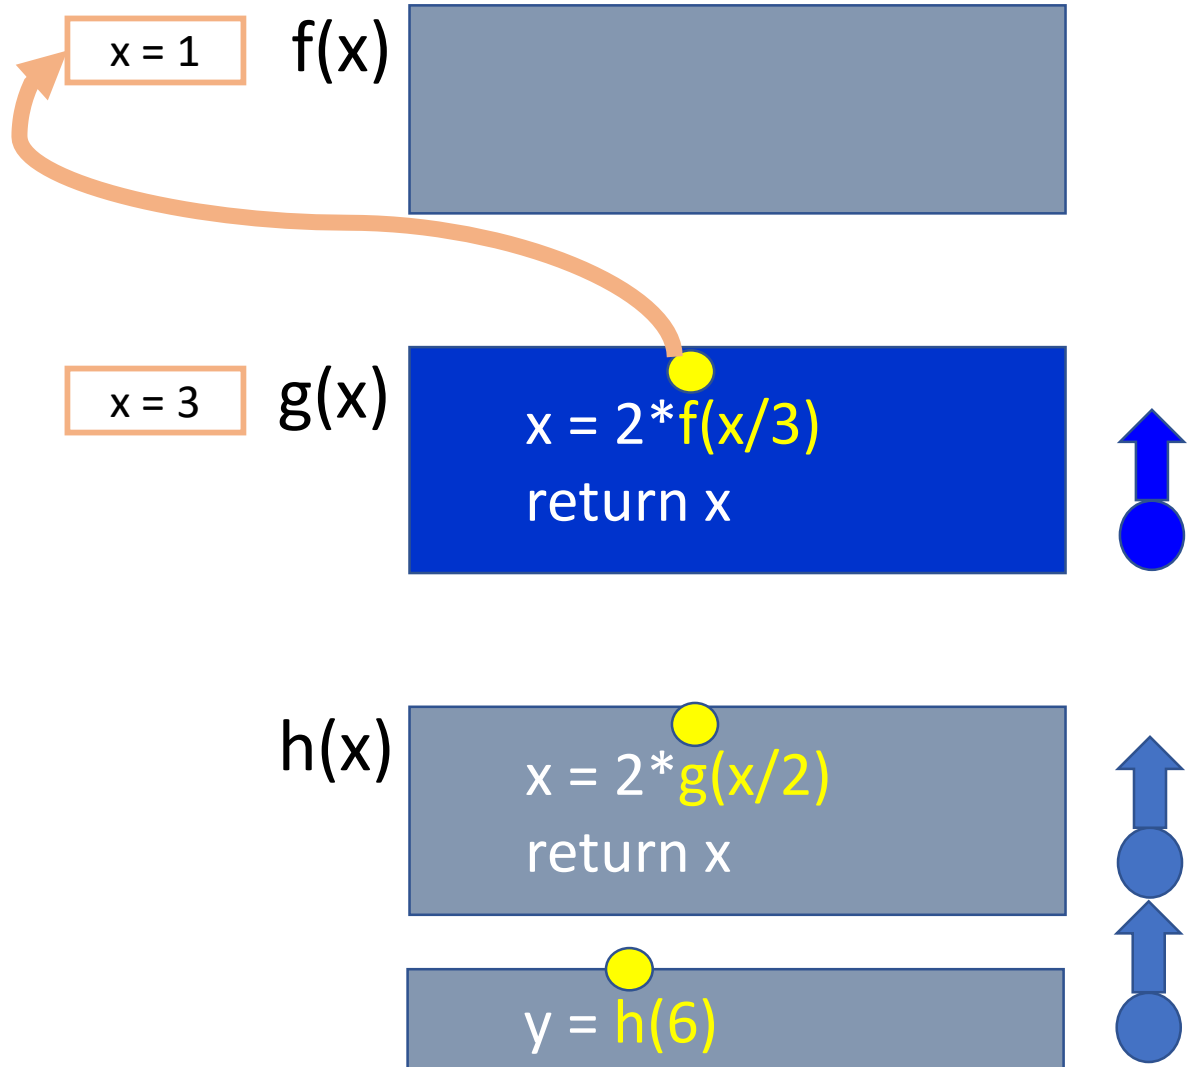 x = 1
f(x)
x = 3
g(x)
x = 2*f(x/3)
return x
h(x)
x = 2*g(x/2)
return x
y = h(6)